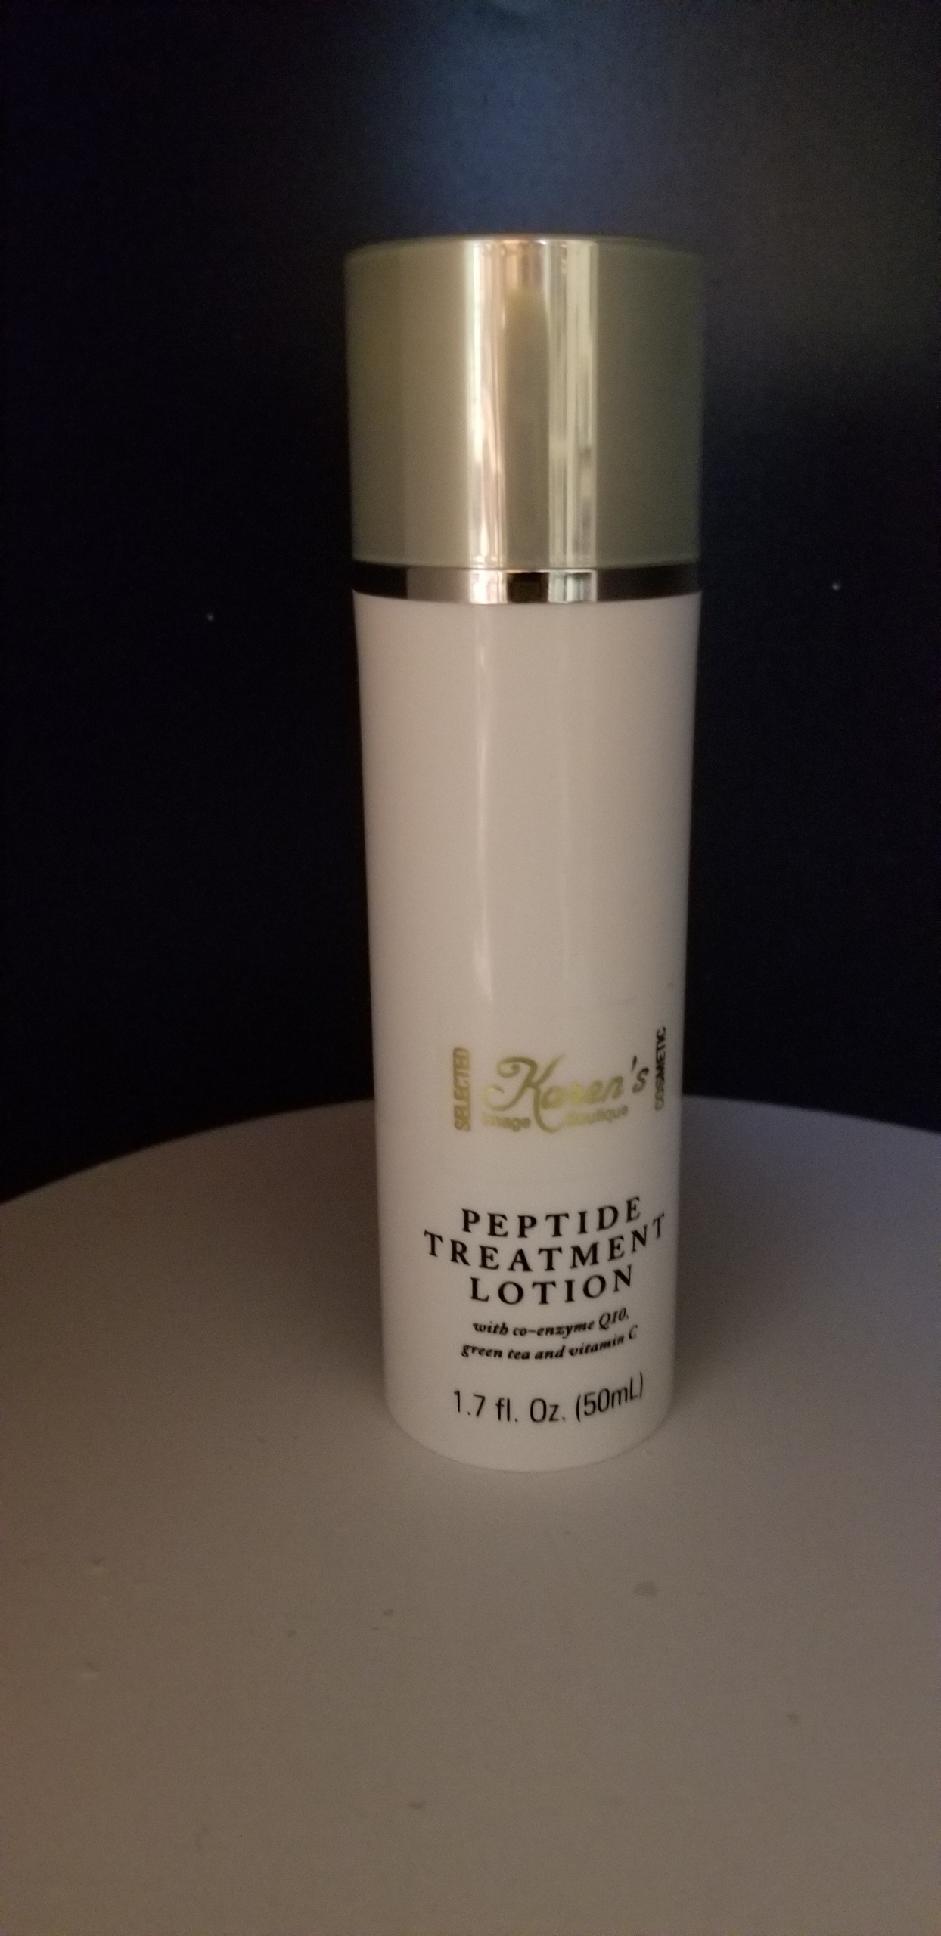 SELECTED
Karen's
Image Boutique
COSMETIC
PEPTIDE
TREATMENT
LOTION
with co-enzyme Q10,
green tea and vitamin C
1.7 fl. Oz. (50mL)